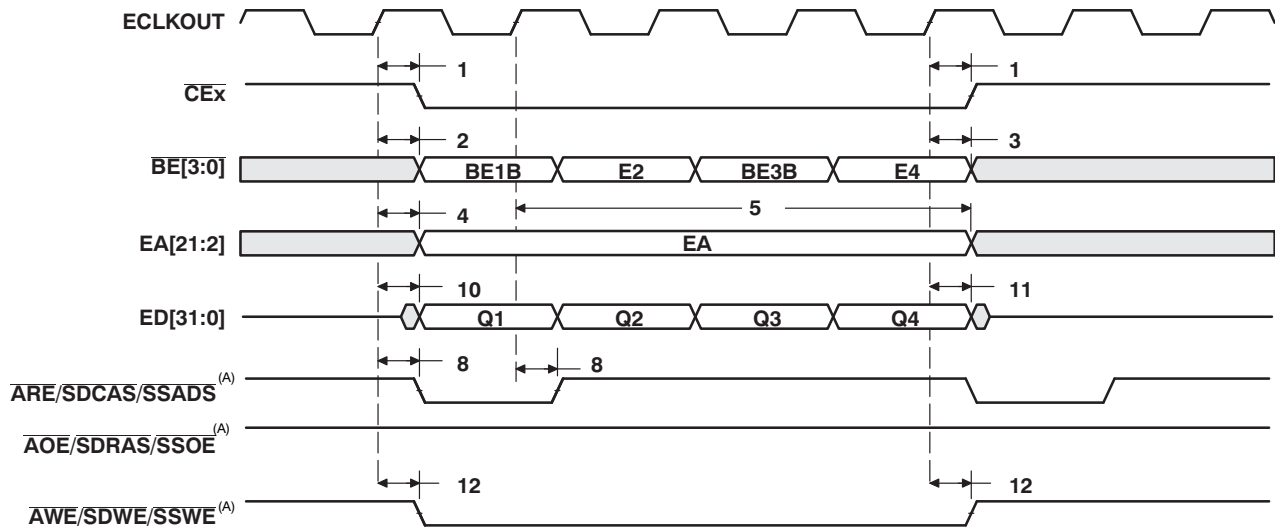 ECLKOUT
1 1
CEx
2 3
BE[3:0] BE1B E2 BE3B E4
4 5
EA[21:2] EA
10 11
ED[31:0] Q1 Q2 Q3 Q4
8 8
ARE/SDCAS/SSADS(A)
AOE/SDRAS/SSOE(A)
12 12
AWE/SDWE/SSWE(A)